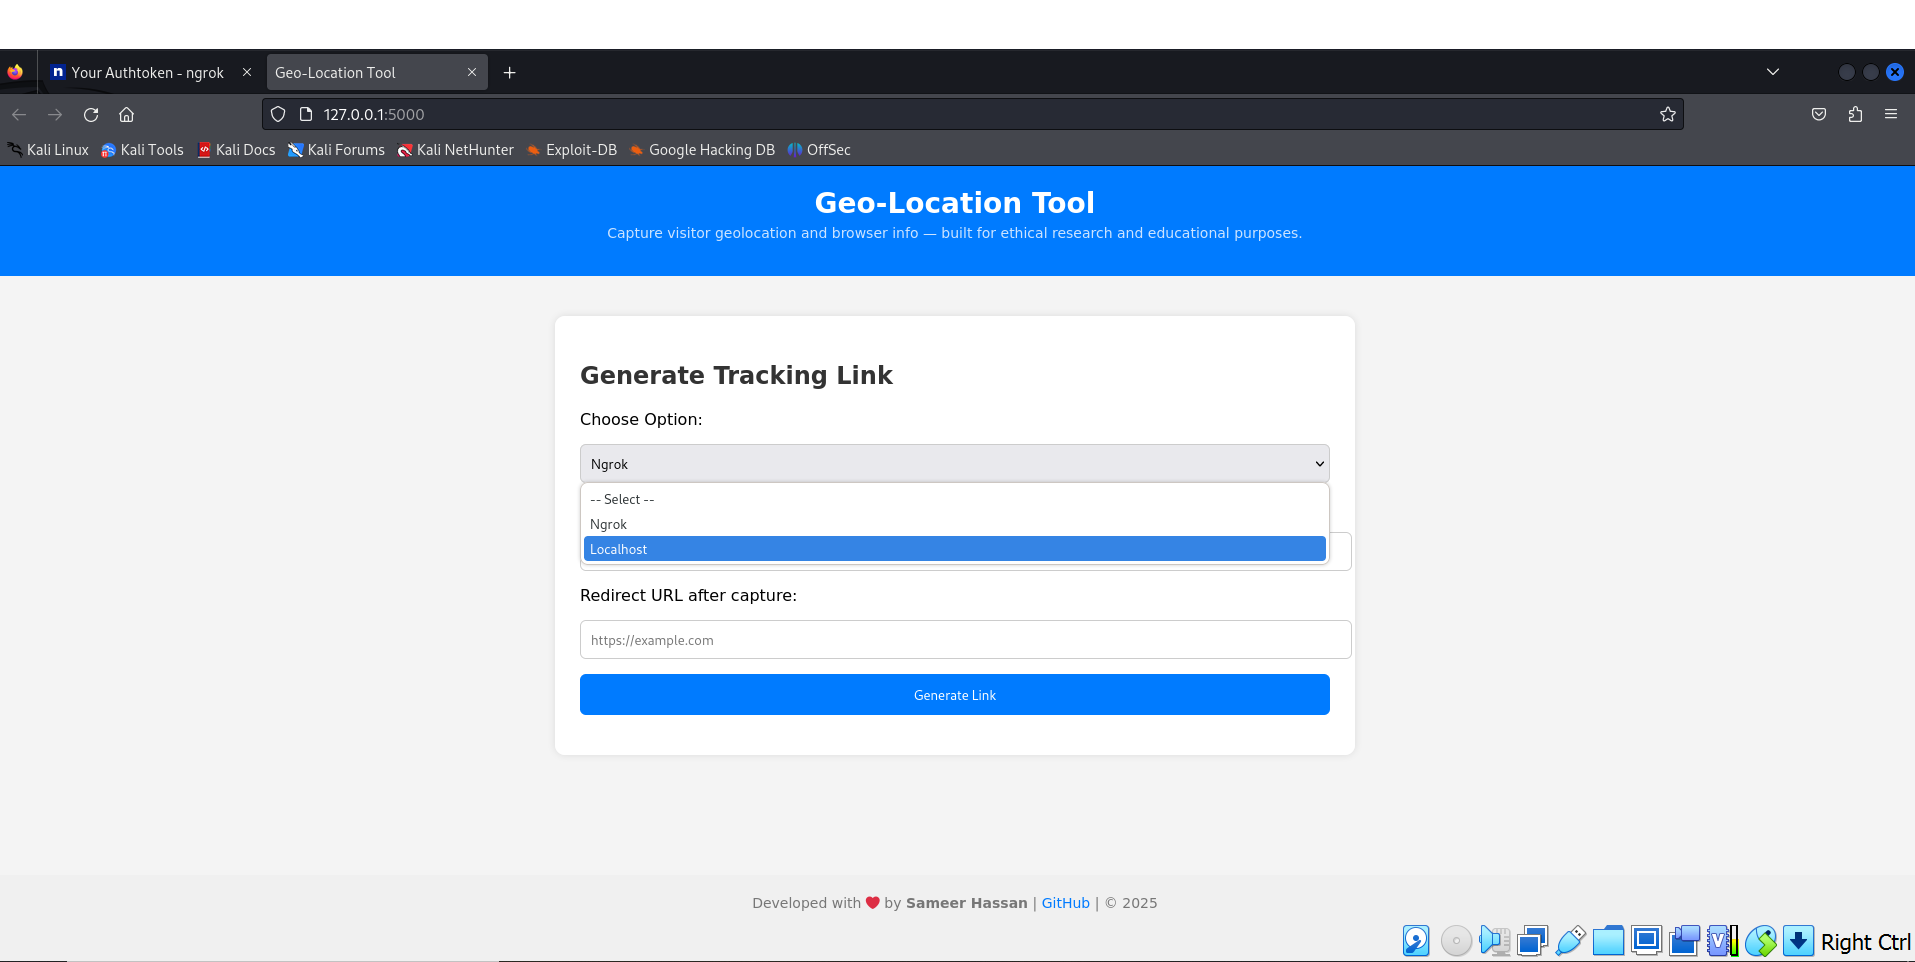 Your Authtoken - ngrok
Geo-Location Tool
127.0.0.1:5000
Kali Linux Kali Tools Kali Docs Kali Forums Kali NetHunter Exploit-DB Google Hacking DB OffSec
Geo-Location Tool
Capture visitor geolocation and browser info — built for ethical research and educational purposes.
Generate Tracking Link
Choose Option:
Ngrok
-- Select --
Ngrok
Localhost
Redirect URL after capture:
https://example.com
Generate Link
Developed with ❤ by Sameer Hassan | GitHub | © 2025
Right Ctrl